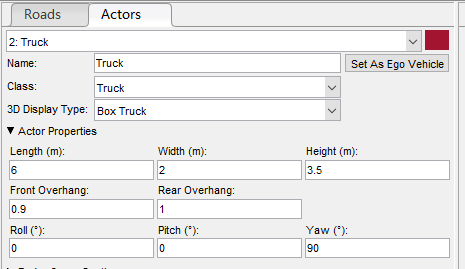 Roads Actors
2: Truck
Name: Truck Set As Ego Vehicle
Class: Truck
3D Display Type: Box Truck
Actor Properties
Length (m): Width (m): Height (m):
6 2 3.5
Front Overhang: Rear Overhang:
0.9 1
Roll (°): Pitch (°): Yaw (°):
0 0 90